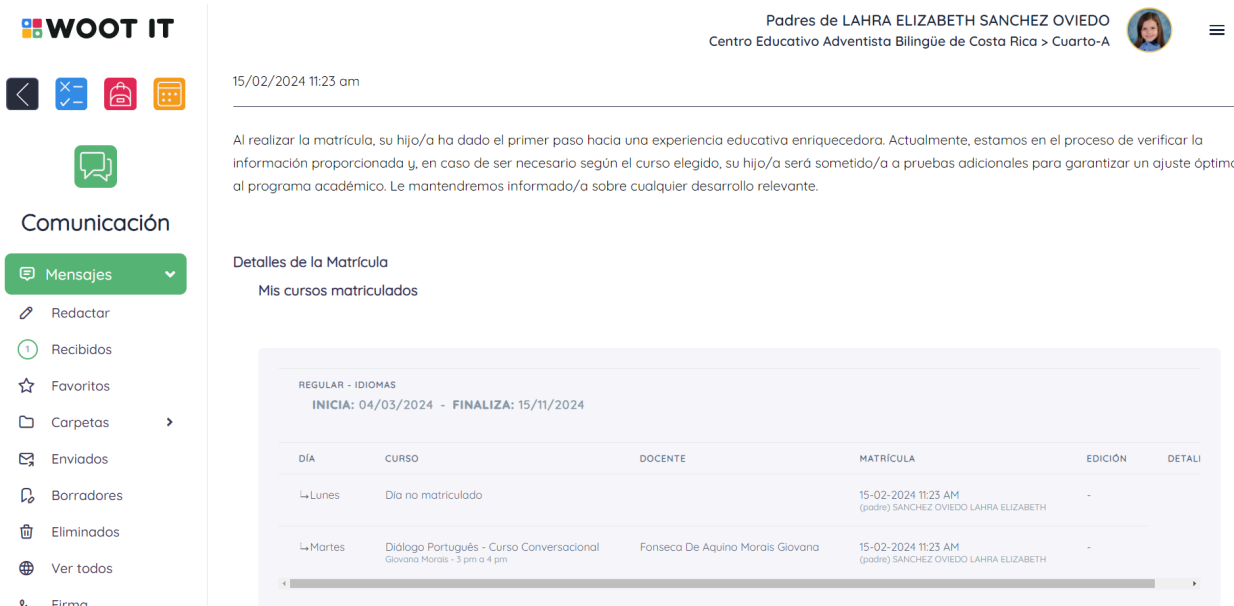 WOOT IT
Padres de LAHRA ELIZABETH SANCHEZ OVIEDO
Centro Educativo Adventista Bilingüe de Costa Rica > Cuarto-A
Comunicación
Mensajes
Redactar
1 Recibidos
Favoritos
Carpetas
Enviados
Borradores
Eliminados
Ver todos
Firma
15/02/2024 11:23 am
Al realizar la matrícula, su hijo/a ha dado el primer paso hacia una experiencia educativa enriquecedora. Actualmente, estamos en el proceso de verificar la
información proporcionada y, en caso de ser necesario según el curso elegido, su hijo/a será sometido/a a pruebas adicionales para garantizar un ajuste óptimo
al programa académico. Le mantendremos informado/a sobre cualquier desarrollo relevante.
Detalles de la Matrícula
Mis cursos matriculados
REGULAR - IDIOMAS
INICIA: 04/03/2024 - FINALIZA: 15/11/2024
DÍA CURSO DOCENTE MATRÍCULA EDICIÓN DETALI
Lunes Día no matriculado 15-02-2024 11:23 AM -
(padre) SANCHEZ OVIEDO LAHRA ELIZABETH
Martes Diálogo Portugués - Curso Conversacional Fonseca De Aquino Morais Giovana 15-02-2024 11:23 AM -
Giovana Morais - 3 pm a 4 pm (padre) SANCHEZ OVIEDO LAHRA ELIZABETH